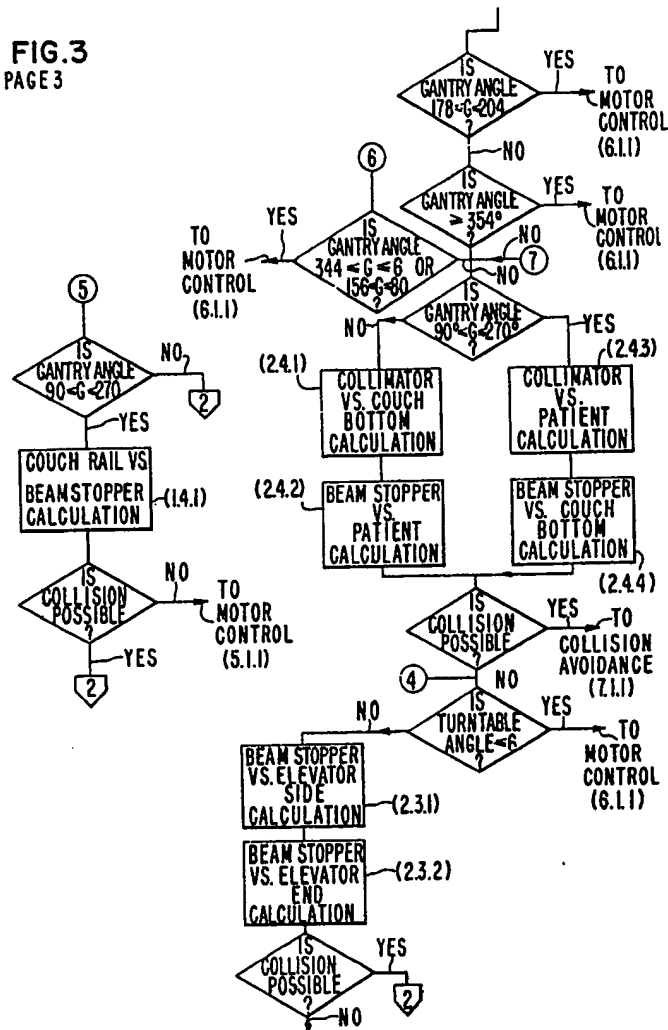 FIG.3
PAGE 3
IS
GANTRY ANGLE
178<G<204
?
YES
TO
MOTOR
CONTROL
(6.1.1)
NO
IS
GANTRY ANGLE
≥ 354°
?
YES
TO
MOTOR
CONTROL
(6.1.1)
NO
NO
7
6
IS
GANTRY ANGLE
344 ≤ G ≤ 6 OR
156<G<80
?
YES
TO
MOTOR
CONTROL
(6.1.1)
IS
GANTRY ANGLE
90°<G<270°
?
NO
YES
(2.4.1)
COLLIMATOR
VS. COUCH
BOTTOM
CALCULATION
(2.4.2)
BEAM STOPPER
VS.
PATIENT
CALCULATION
(2.4.3)
COLLIMATOR
VS.
PATIENT
CALCULATION
BEAM STOPPER
VS. COUCH
BOTTOM
CALCULATION
(2.4.4)
IS
COLLISION
POSSIBLE
?
YES
TO
COLLISION
AVOIDANCE
(7.1.1)
NO
4
IS
TURNTABLE
ANGLE≤6
?
YES
TO
MOTOR
CONTROL
(6.1.1)
NO
BEAM STOPPER
VS. ELEVATOR
SIDE
CALCULATION
(2.3.1)
BEAM STOPPER
VS. ELEVATOR
END
CALCULATION
(2.3.2)
IS
COLLISION
POSSIBLE
?
YES
2
NO
5
IS
GANTRY ANGLE
90<G<270
?
NO
2
YES
COUCH RAIL VS.
BEAM STOPPER
CALCULATION
(1.4.1)
IS
COLLISION
POSSIBLE
?
NO
TO
MOTOR
CONTROL
(5.1.1)
YES
2